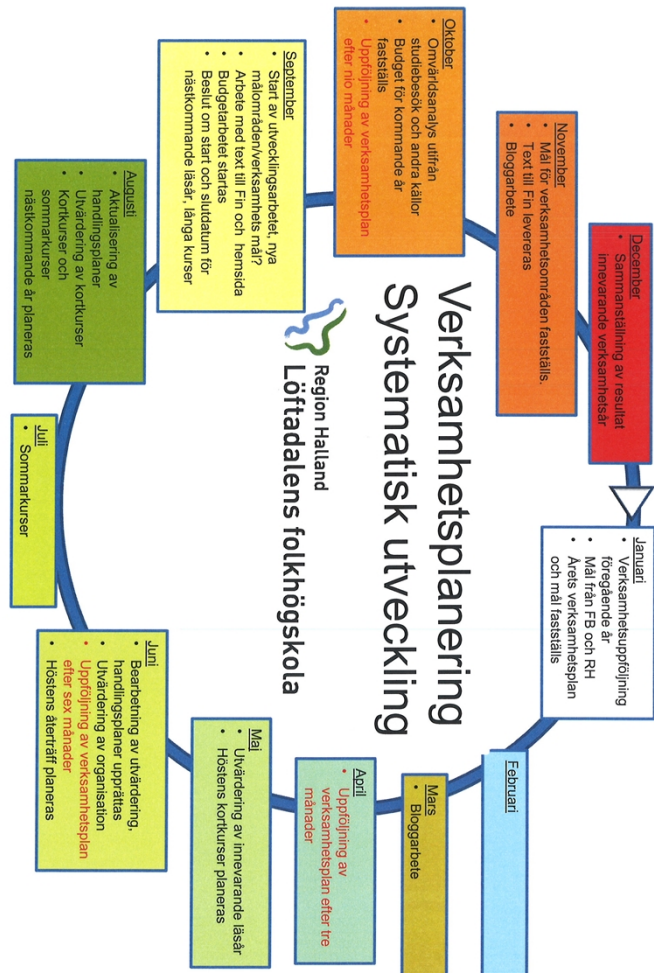 Verksamhetsplanering
Systematisk utveckling
Region Halland
Löftadalens folkhögskola
Januari
• Verksamhetsuppföljning
föregående år
• Mål från FB och RH
• Årets verksamhetsplan
och mål fastställs
Februari
Mars
• Bloggarbete
April
• Uppföljning av
verksamhetsplan efter tre
månader
Maj
• Utvärdering av innevarande läsår
• Höstens kortkurser planeras
Juni
• Bearbetning av utvärdering,
handlingsplaner upprättas
• Utvärdering av organisation
• Uppföljning av verksamhetsplan
efter sex månader
• Höstens återträff planeras
Juli
• Sommarkurser
Augusti
• Aktualisering av
handlingsplaner
• Utvärdering av kortkurser
• Kortkurser och
sommarkurser
nästkommande år planeras
September
• Start av utvecklingsarbetet, nya
målområden/verksamhets mål?
• Arbete med text till Fin och hemsida
• Budgetarbetet startas
• Beslut om start och slutdatum för
nästkommande läsår, långa kurser
Oktober
• Omvärldsanalys utifrån
studiebesök och andra källor
• Budget för kommande år
fastställs
• Uppföljning av verksamhetsplan
efter nio månader
November
• Mål för verksamhetsområden fastställs.
• Text till Fin levereras
• Bloggarbete
December
• Sammanställning av resultat
innevarande verksamhetsår